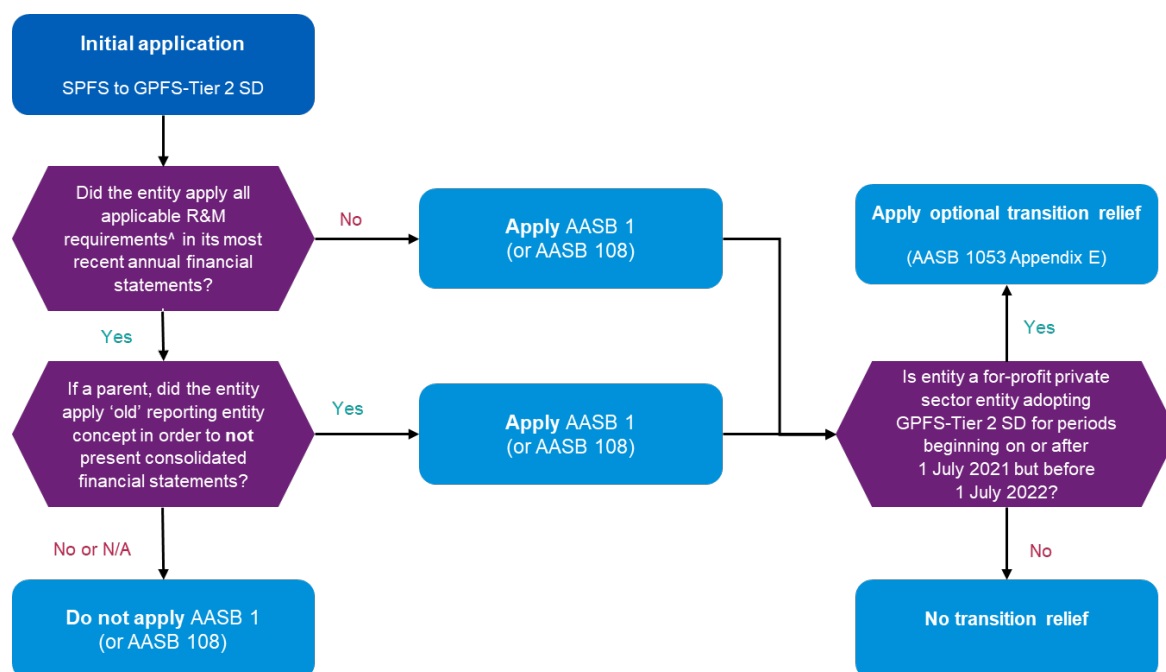 Initial application
SPFS to GPFS-Tier 2 SD
Did the entity apply all
applicable R&M
requirements^ in its most
recent annual financial
statements?
No
Apply AASB 1
(or AASB 108)
Yes
If a parent, did the entity
apply ‘old’ reporting entity
concept in order to not
present consolidated
financial statements?
Yes
Apply AASB 1
(or AASB 108)
No or N/A
Do not apply AASB 1
(or AASB 108)
Apply optional transition relief
(AASB 1053 Appendix E)
Yes
Is entity a for-profit private
sector entity adopting
GPFS-Tier 2 SD for periods
beginning on or after
1 July 2021 but before
1 July 2022?
No
No transition relief